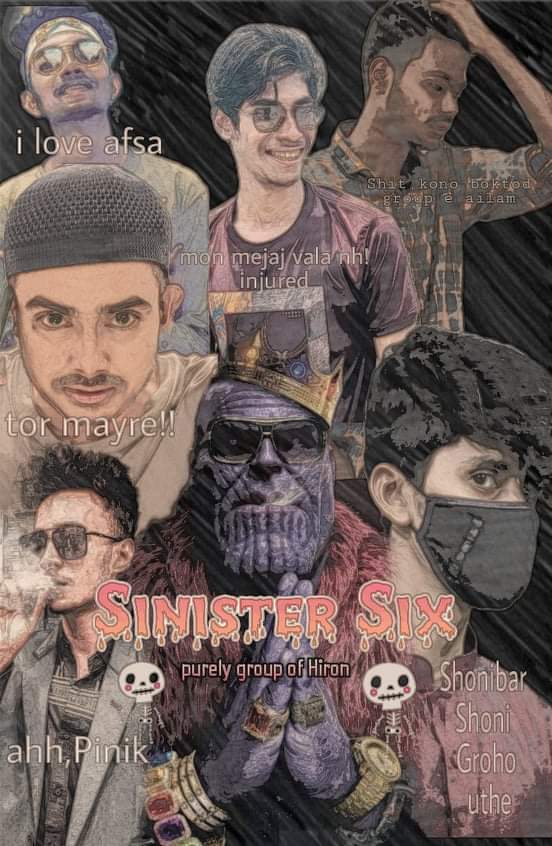 i love afsa
Shit kono boktod
group e ailam
mon mejaj vala nh!
injured
tor mayre!!
Sinister Six
purely group of Hiron
Shonibar
Shoni
Groho
uthe
ahh,Pinik